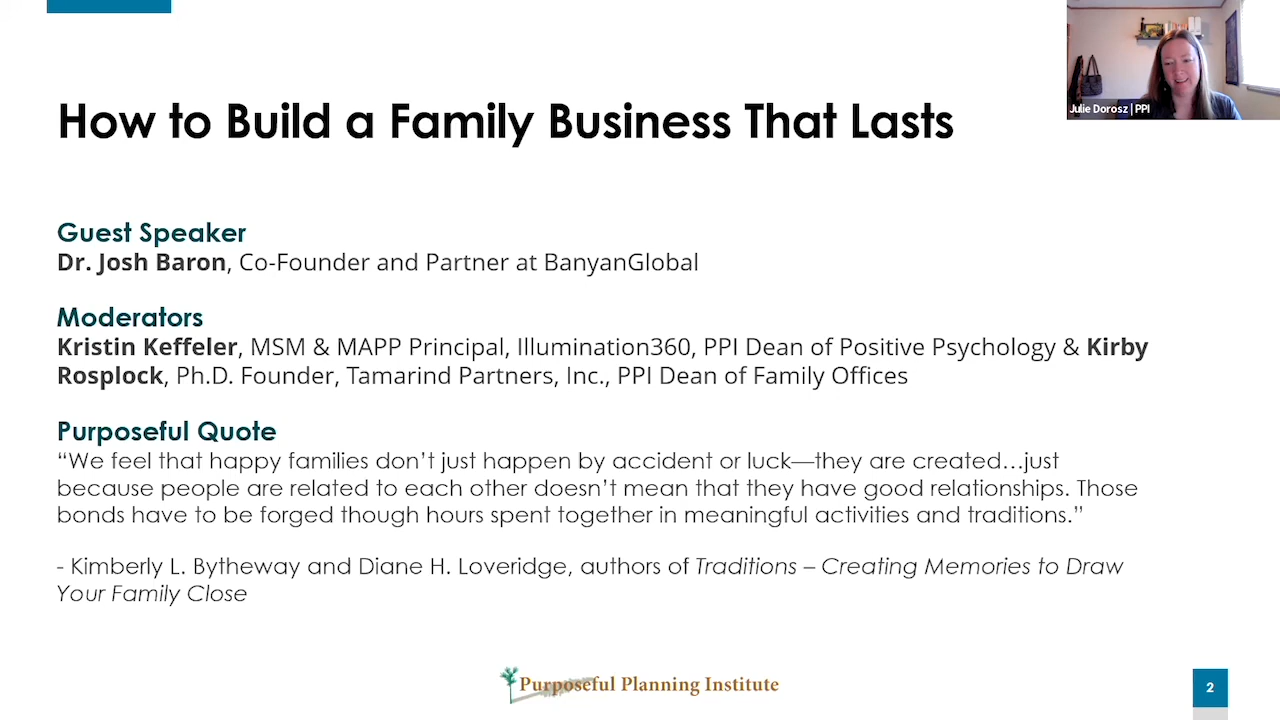 Julie Dorosz | PPI
How to Build a Family Business That Lasts
Guest Speaker
Dr. Josh Baron, Co-Founder and Partner at BanyanGlobal
Moderators
Kristin Keffeler, MSM & MAPP Principal, Illumination360, PPI Dean of Positive Psychology & Kirby
Rosplock, Ph.D. Founder, Tamarind Partners, Inc., PPI Dean of Family Offices
Purposeful Quote
“We feel that happy families don’t just happen by accident or luck—they are created…just
because people are related to each other doesn’t mean that they have good relationships. Those
bonds have to be forged though hours spent together in meaningful activities and traditions.”
- Kimberly L. Bytheway and Diane H. Loveridge, authors of Traditions – Creating Memories to Draw
Your Family Close
Purposeful Planning Institute
2